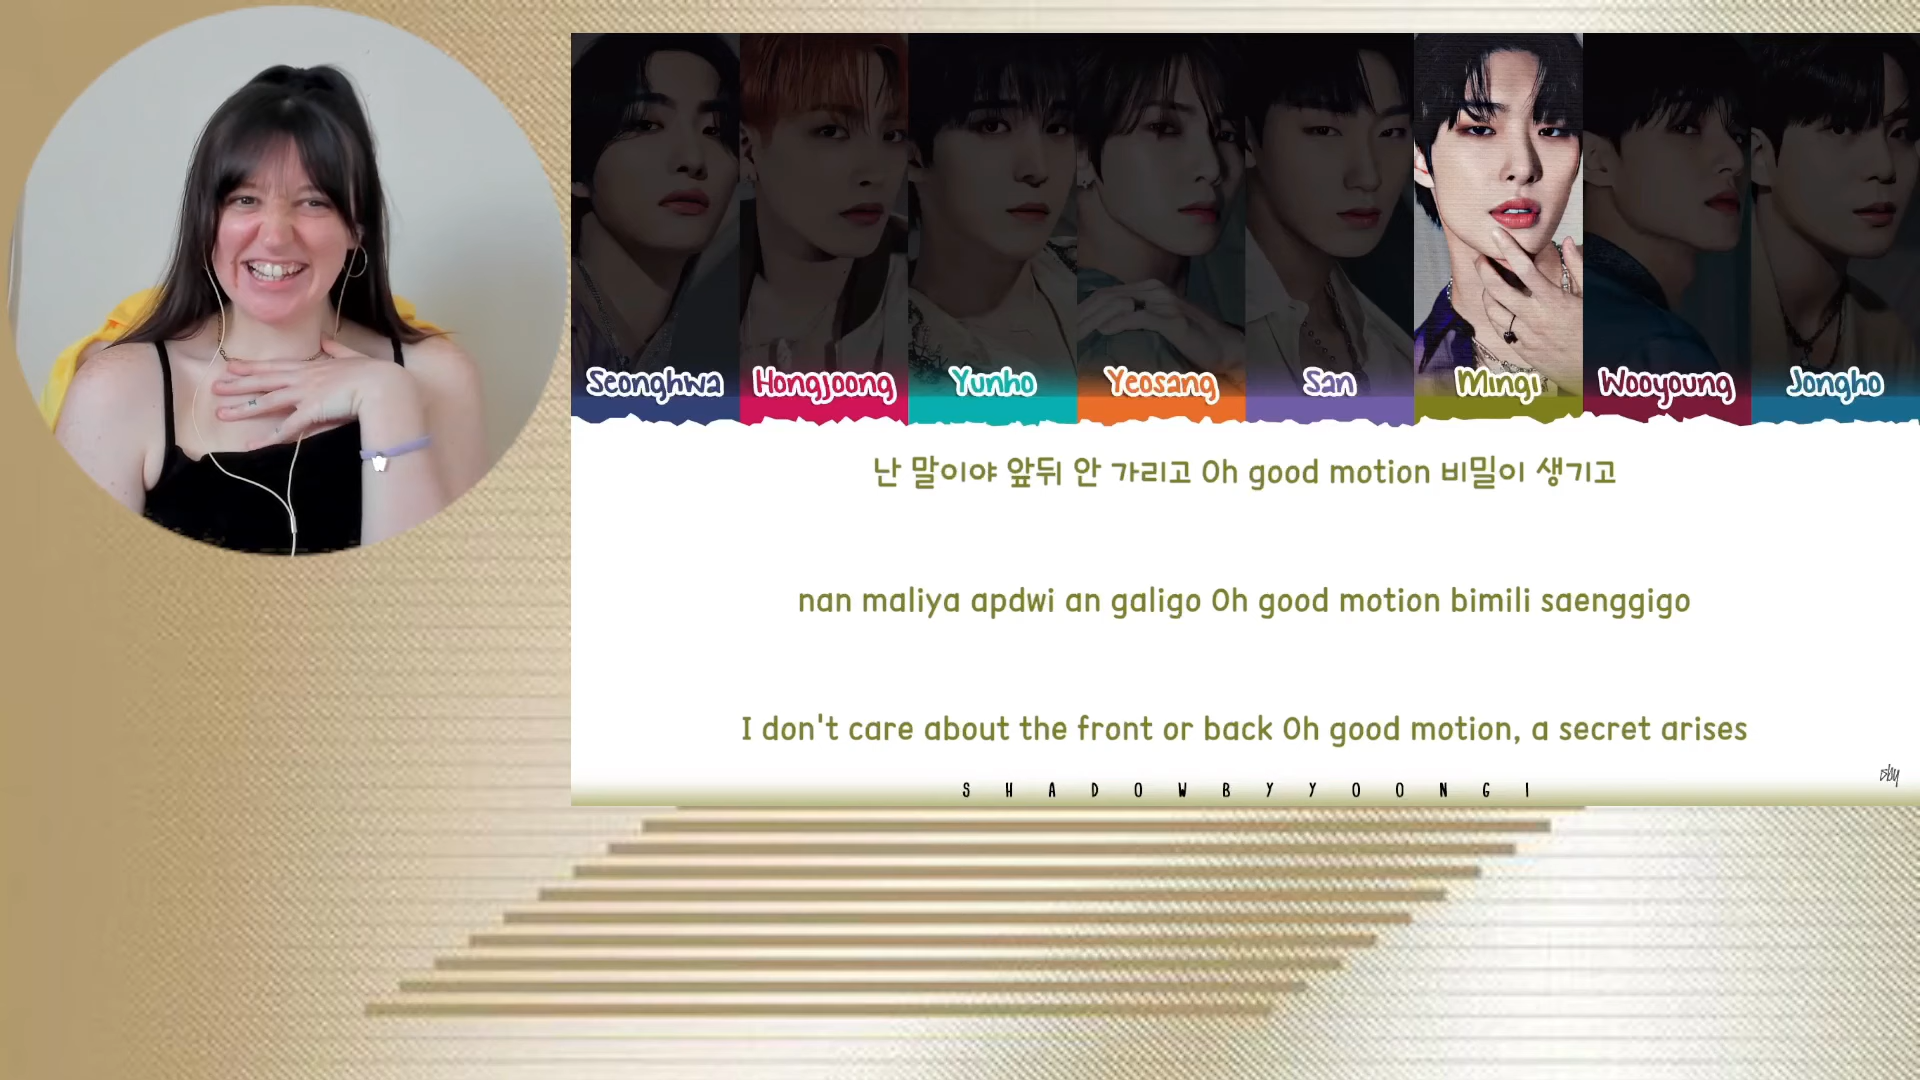 Seonghwa Hongjoong Yunho Yeosang San Mingi Wooyoung Jongho
난 말이야 앞뒤 안 가리고 Oh good motion 비밀이 생기고
nan maliya apdwi an galigo Oh good motion bimili saenggigo
I don't care about the front or back Oh good motion, a secret arises
SHADOWBYYOONGI
sby